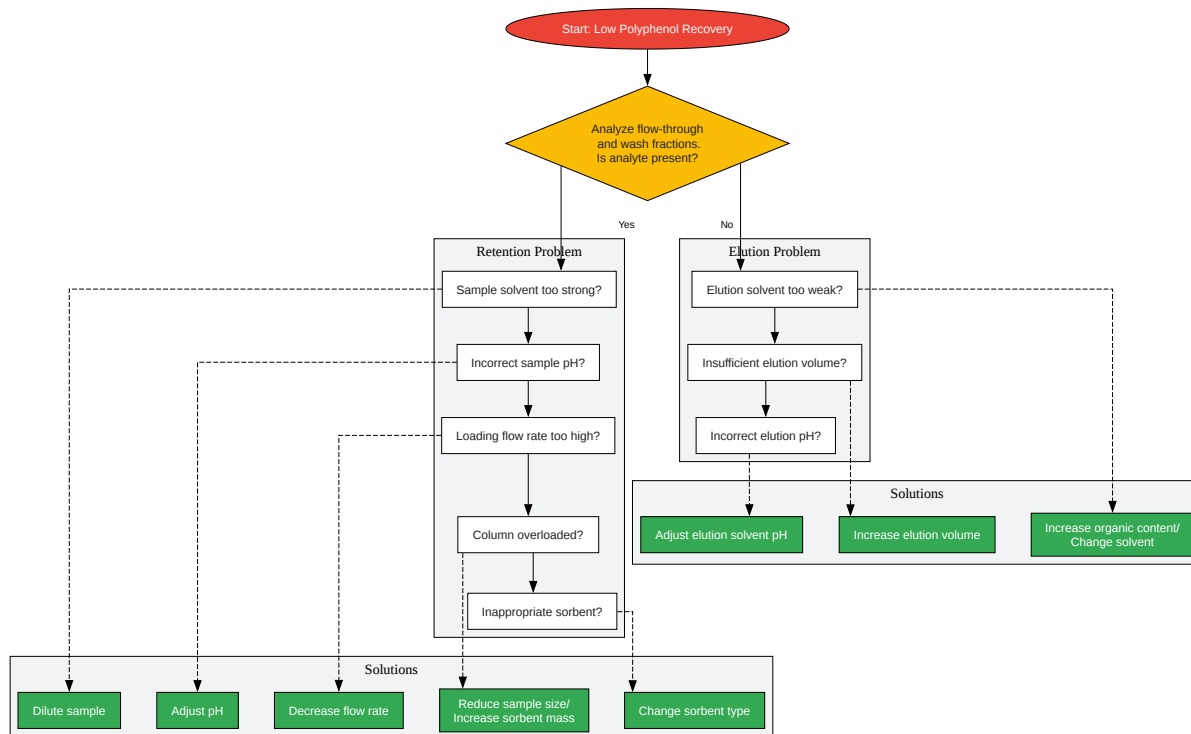 Start: Low Polyphenol Recovery
Analyze flow-through
and wash fractions.
Is analyte present?
Yes
No
Retention Problem
Sample solvent too strong?
Incorrect sample pH?
Loading flow rate too high?
Column overloaded?
Inappropriate sorbent?
Elution Problem
Elution solvent too weak?
Insufficient elution volume?
Incorrect elution pH?
Solutions
Adjust elution solvent pH
Increase elution volume
Increase organic content/
Change solvent
Solutions
Dilute sample
Adjust pH
Decrease flow rate
Reduce sample size/
Increase sorbent mass
Change sorbent type